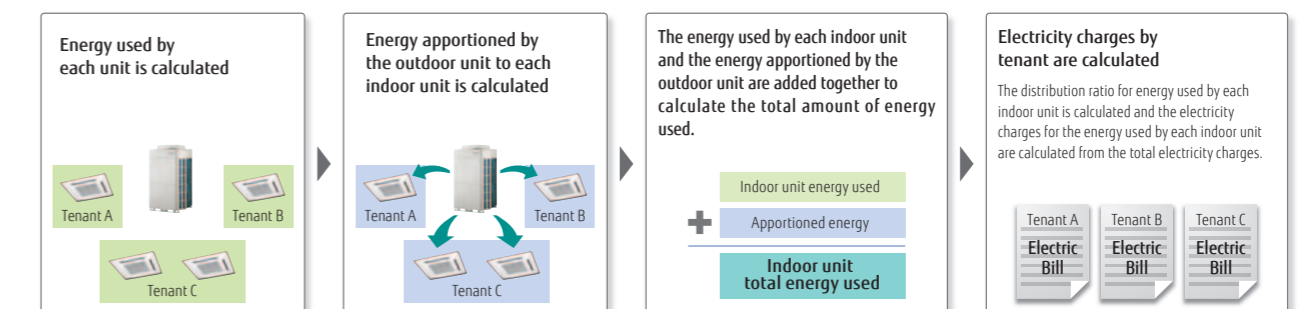 Energy used by
each unit is calculated
Tenant A
Tenant B
Tenant C
Energy apportioned by
the outdoor unit to each
indoor unit is calculated
Tenant A
Tenant B
Tenant C
The energy used by each indoor unit
and the energy apportioned by the
outdoor unit are added together to
calculate the total amount of energy
used.
Indoor unit energy used
Apportioned energy
Indoor unit
total energy used
Electricity charges by
tenant are calculated
The distribution ratio for energy used by each
indoor unit is calculated and the electricity
charges for the energy used by each indoor unit
are calculated from the total electricity charges.
Tenant A
Electric
Bill
Tenant B
Electric
Bill
Tenant C
Electric
Bill